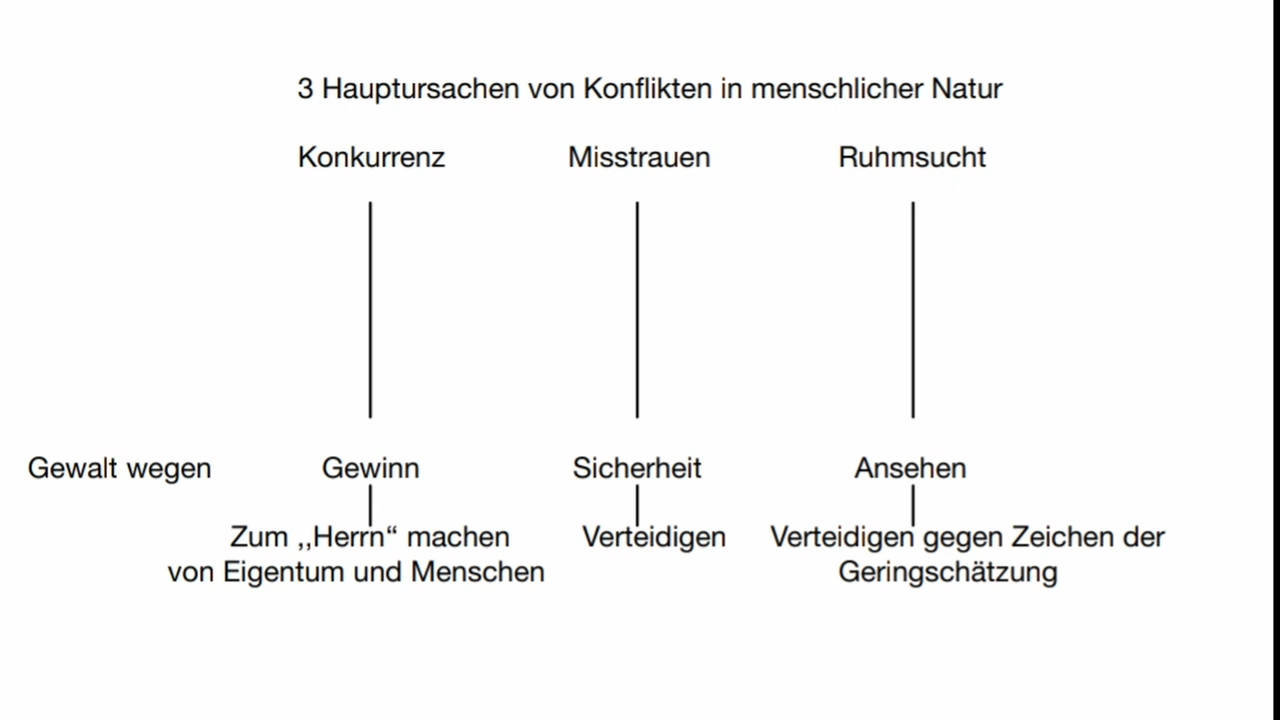 3 Hauptursachen von Konflikten in menschlicher Natur
Konkurrenz Misstrauen Ruhmsucht
Gewalt wegen Gewinn Sicherheit Ansehen
Zum ,,Herrn“ machen Verteidigen Verteidigen gegen Zeichen der
von Eigentum und Menschen Geringschätzung